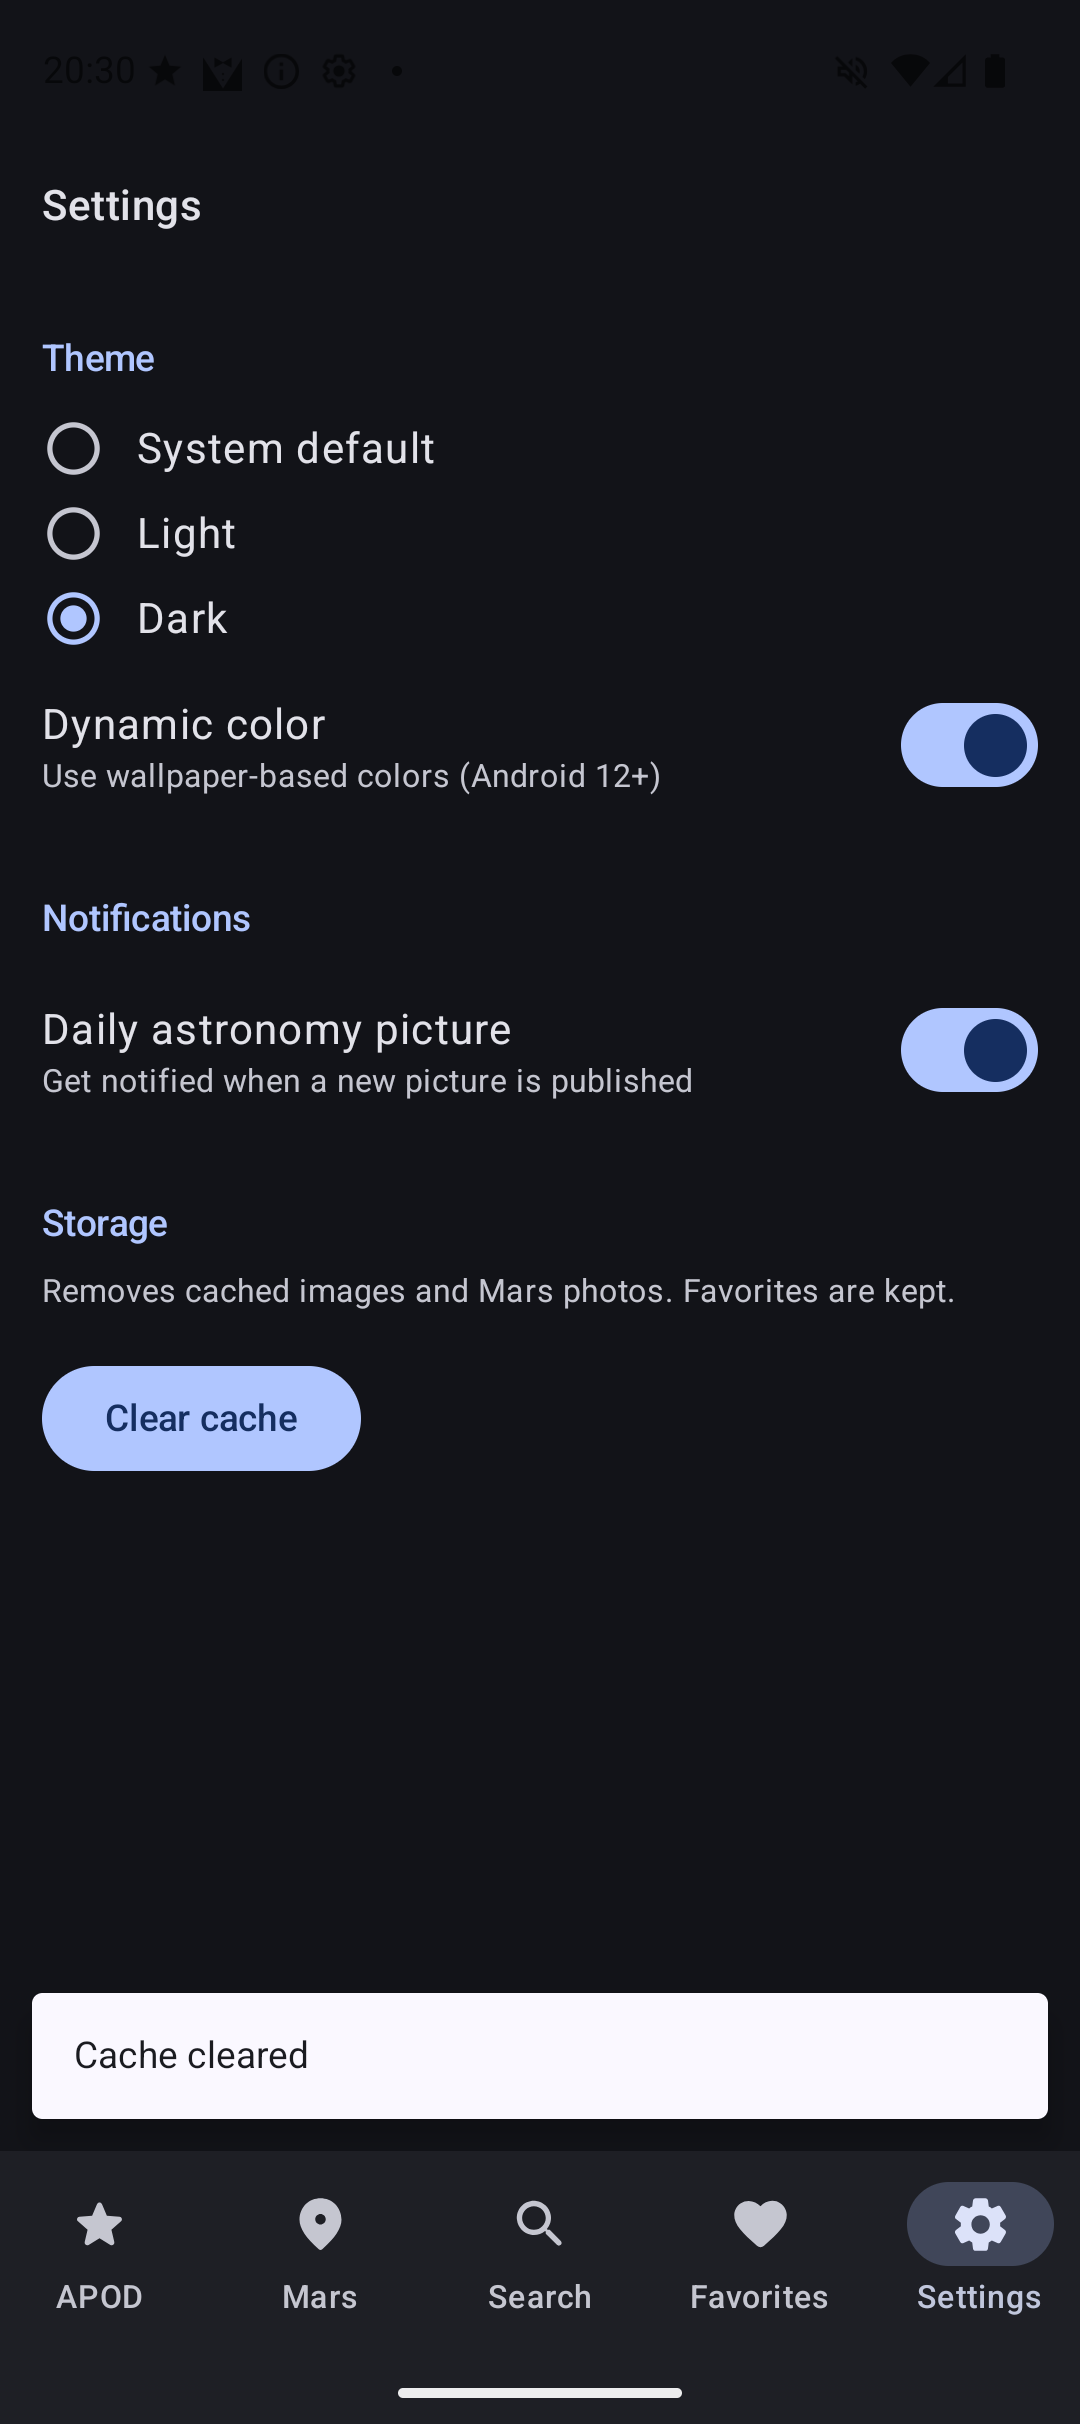 20:30
Settings
Theme
System default
Light
Dark
Dynamic color
Use wallpaper-based colors (Android 12+)
Notifications
Daily astronomy picture
Get notified when a new picture is published
Storage
Removes cached images and Mars photos. Favorites are kept.
Clear cache
Cache cleared
APOD Mars Search Favorites Settings